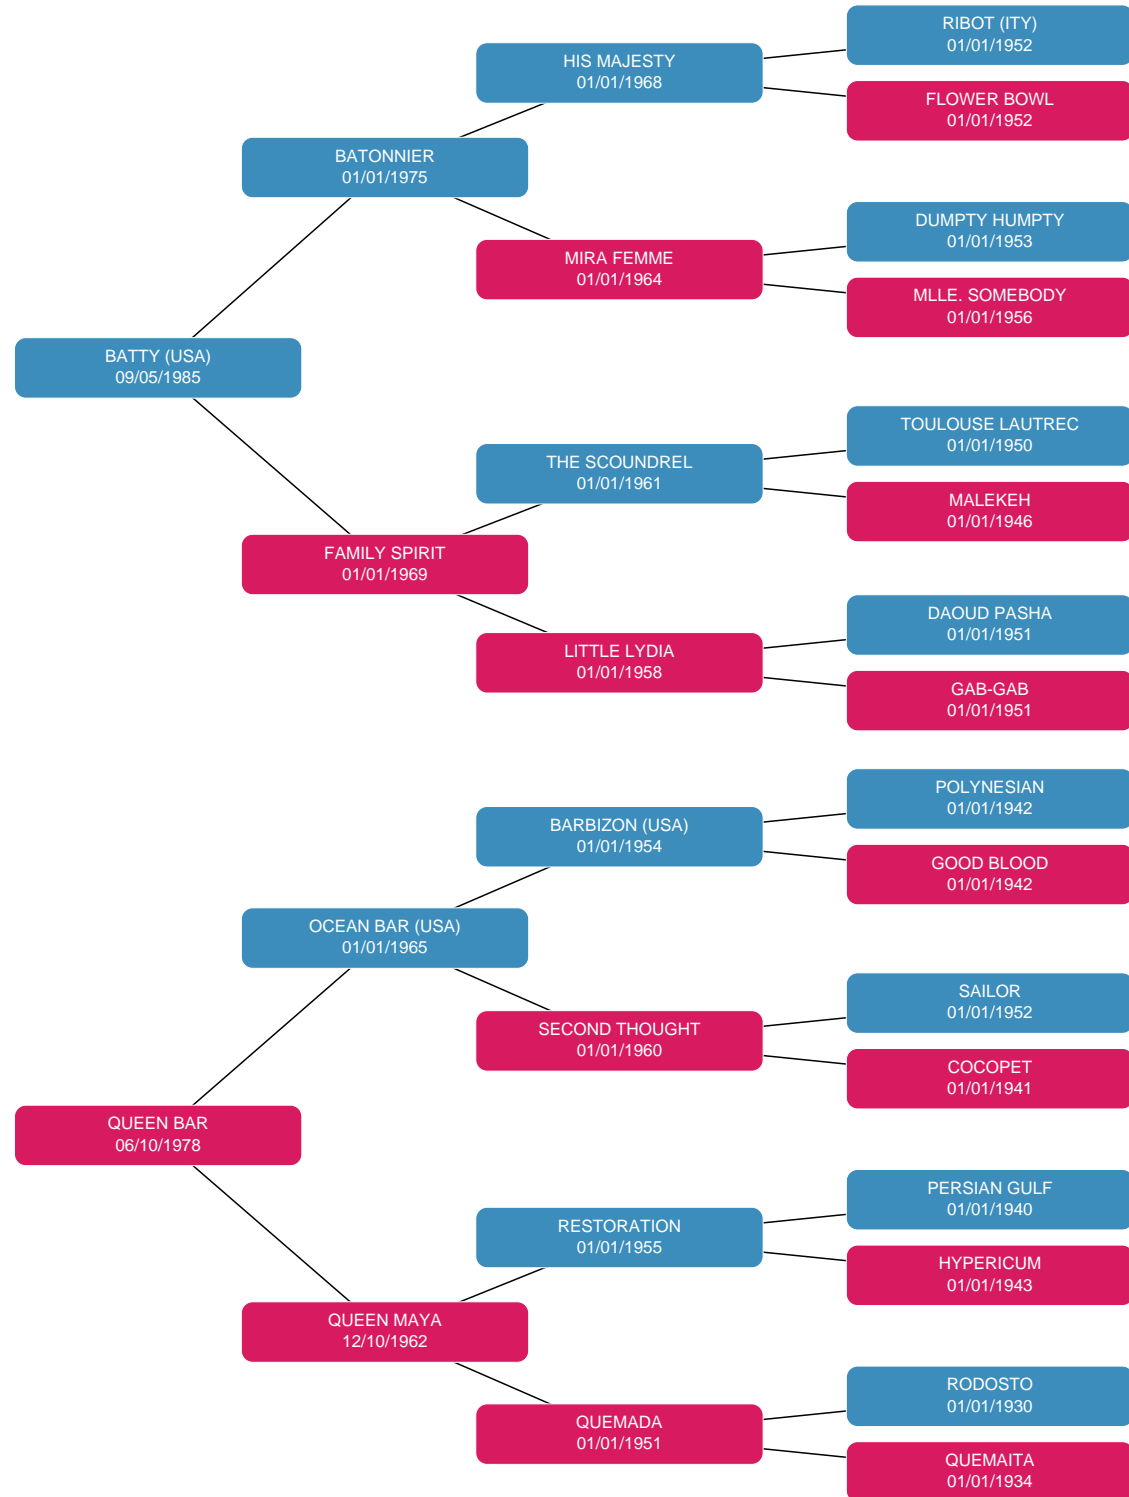 RIBOT (ITY)
01/01/1952
HIS MAJESTY
01/01/1968
FLOWER BOWL
01/01/1952
BATONNIER
01/01/1975
DUMPTY HUMPTY
01/01/1953
MIRA FEMME
01/01/1964
MLLE. SOMEBODY
01/01/1956
BATTY (USA)
09/05/1985
TOULOUSE LAUTREC
01/01/1950
THE SCOUNDREL
01/01/1961
MALEKEH
01/01/1946
FAMILY SPIRIT
01/01/1969
DAOUD PASHA
01/01/1951
LITTLE LYDIA
01/01/1958
GAB-GAB
01/01/1951
POLYNESIAN
01/01/1942
BARBIZON (USA)
01/01/1954
GOOD BLOOD
01/01/1942
OCEAN BAR (USA)
01/01/1965
SAILOR
01/01/1952
SECOND THOUGHT
01/01/1960
COCOPET
01/01/1941
QUEEN BAR
06/10/1978
PERSIAN GULF
01/01/1940
RESTORATION
01/01/1955
HYPERICUM
01/01/1943
QUEEN MAYA
12/10/1962
RODOSTO
01/01/1930
QUEMADA
01/01/1951
QUEMAITA
01/01/1934